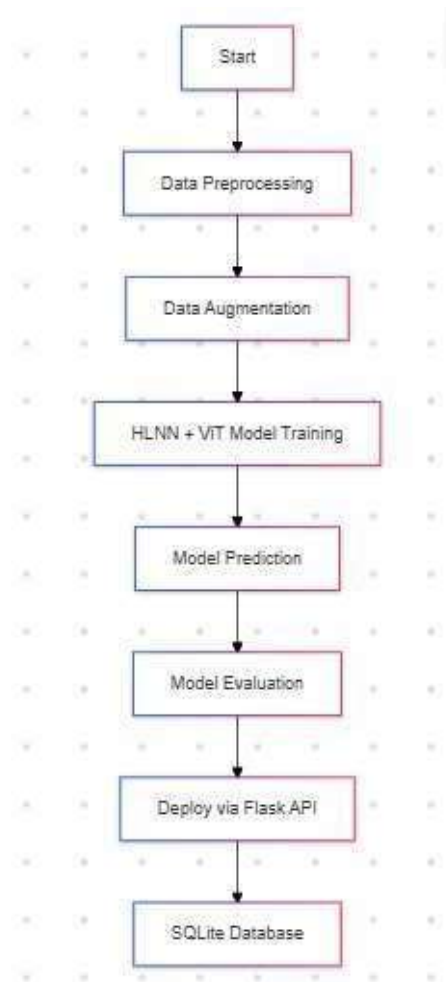 Start
Data Preprocessing
Data Augmentation
HLNN + ViT Model Training
Model Prediction
Model Evaluation
Deploy via Flask API
SQLite Database